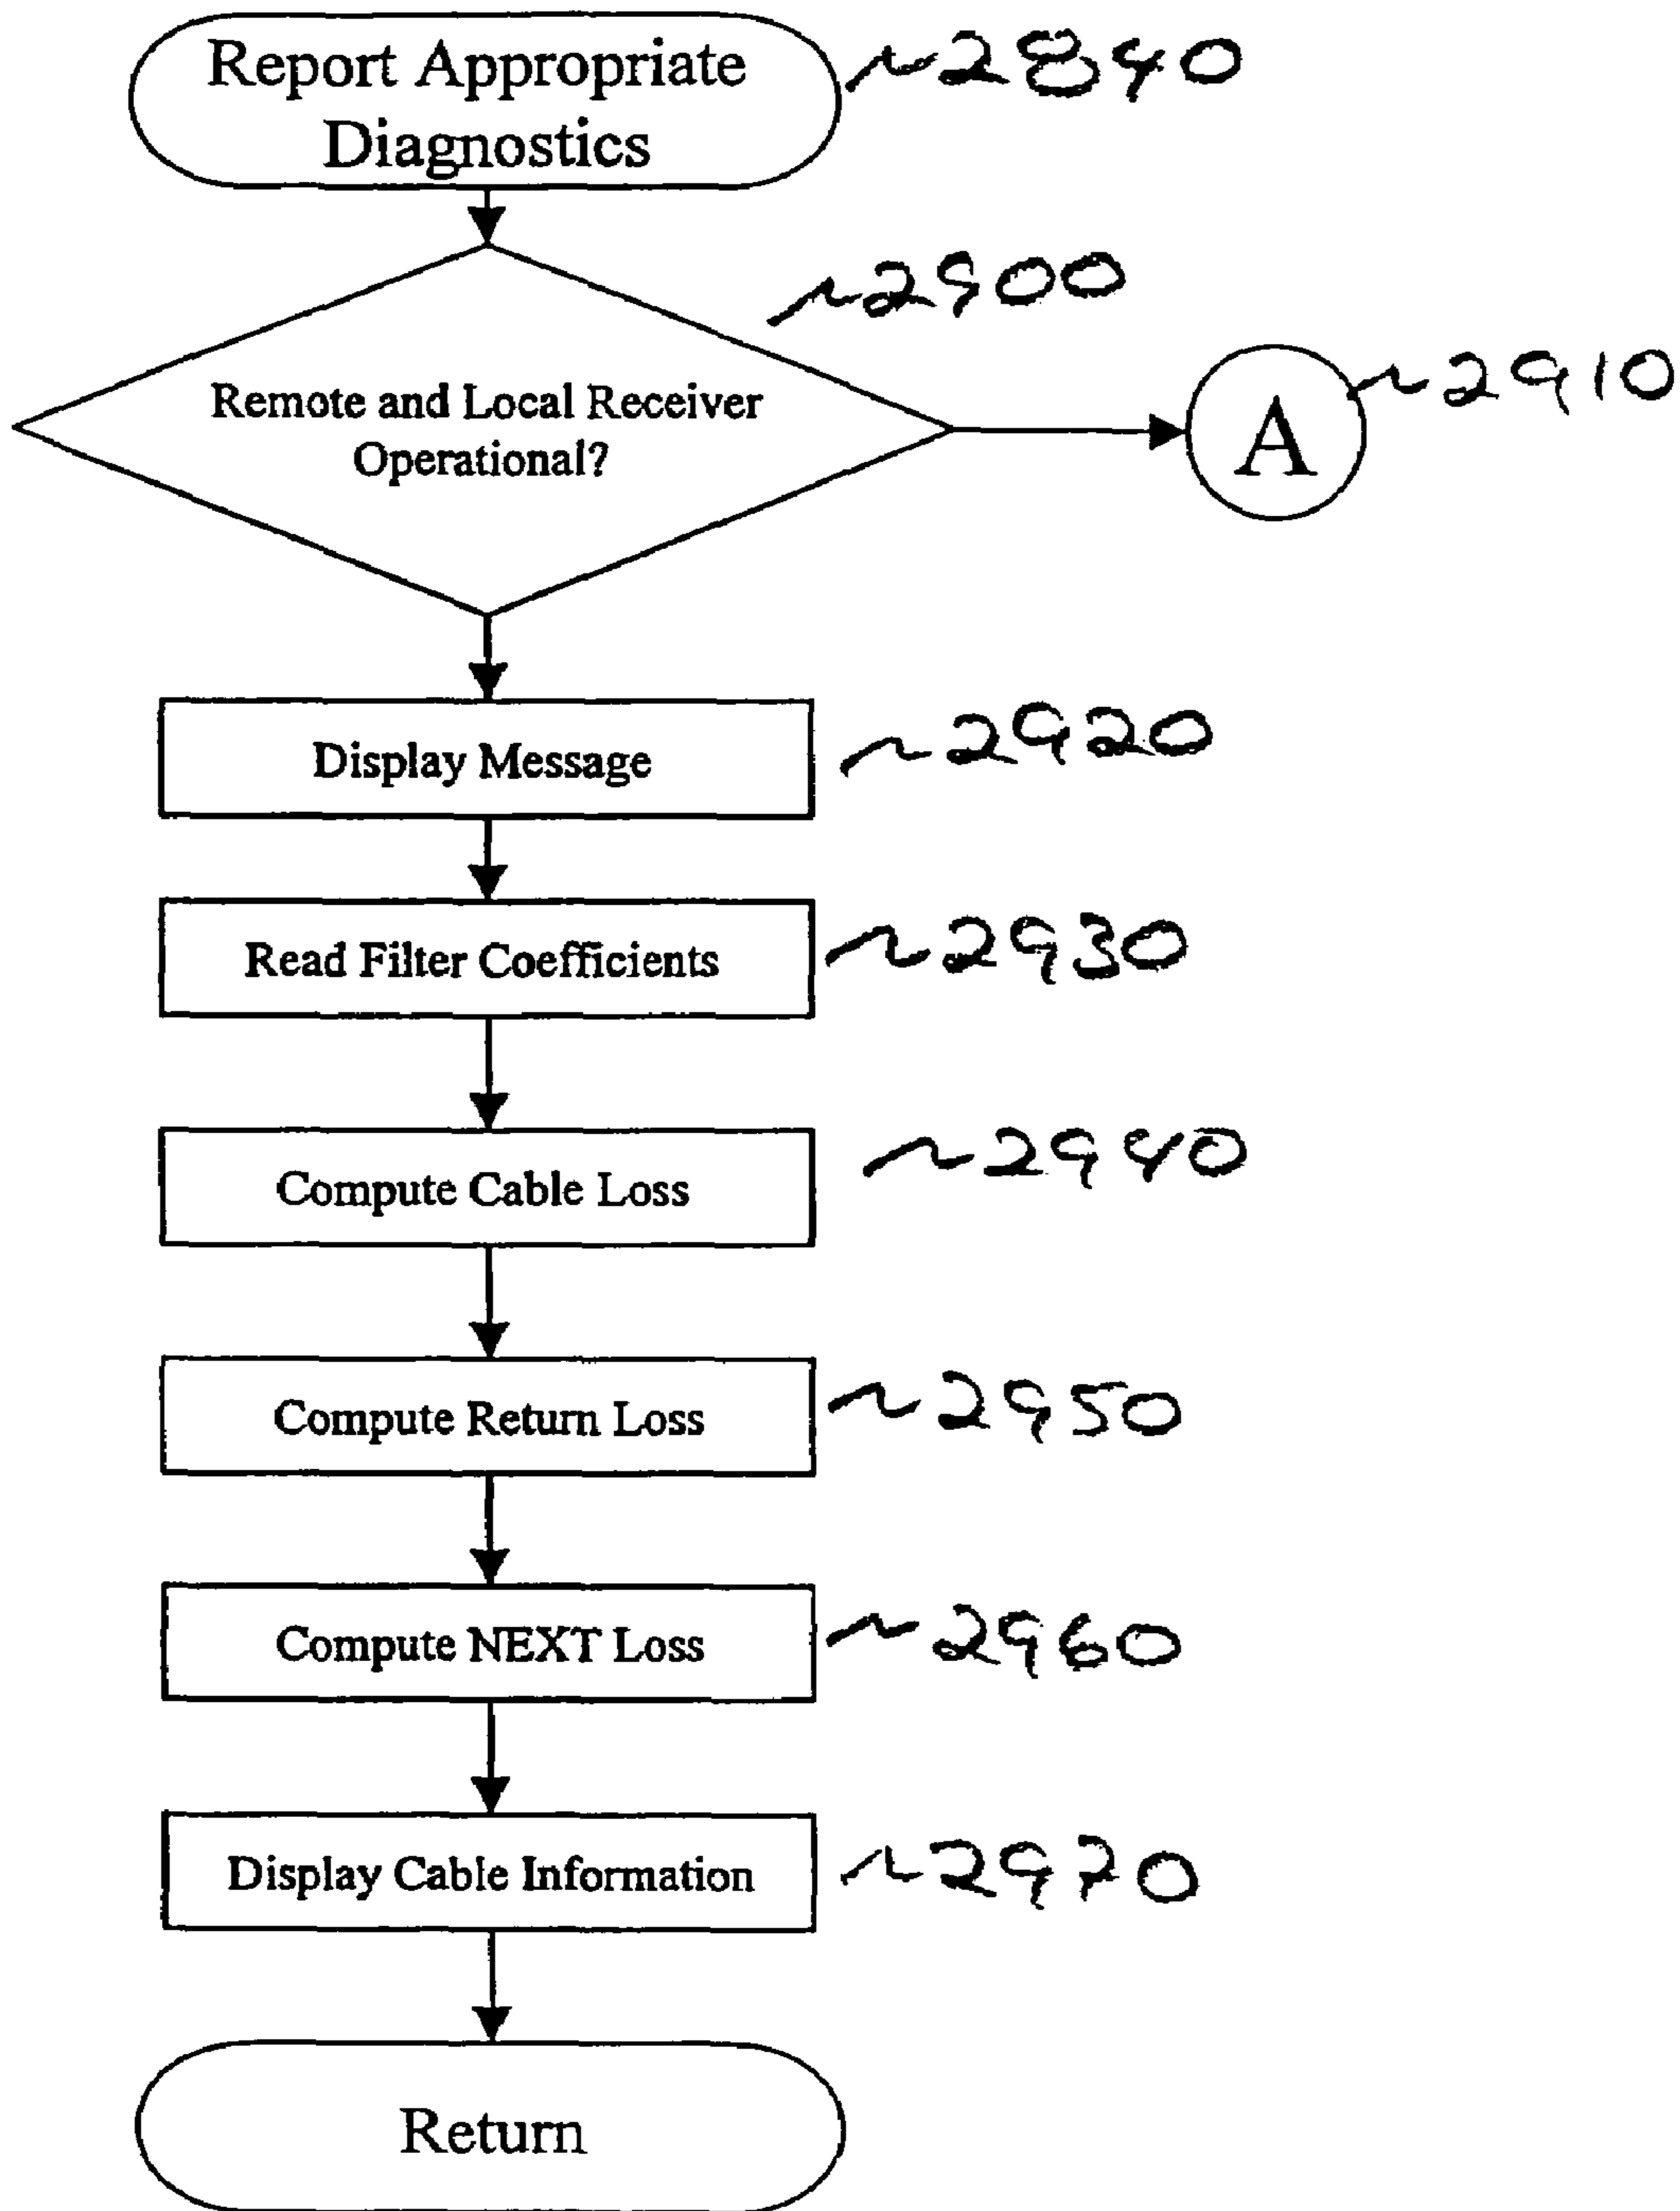 Report Appropriate
Diagnostics
~2840
~2900
Remote and Local Receiver
Operational?
A
~2910
Display Message
~2920
Read Filter Coefficients
~2930
Compute Cable Loss
~2940
Compute Return Loss
~2950
Compute NEXT Loss
~2960
Display Cable Information
~2970
Return